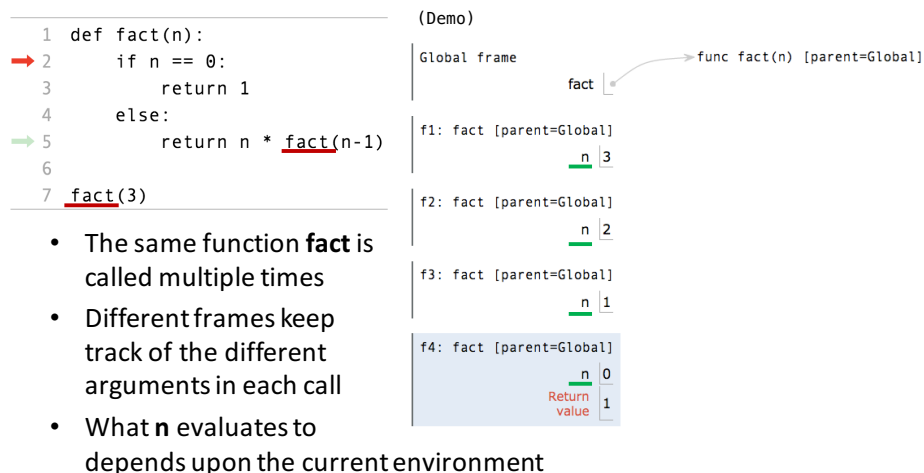 (Demo)
1 def fact(n):
2     if n == 0:
3         return 1
4     else:
5         return n * fact(n-1)
6
7 fact(3)
Global frame
fact
func fact(n) [parent=Global]
f1: fact [parent=Global]
n 3
f2: fact [parent=Global]
n 2
f3: fact [parent=Global]
n 1
f4: fact [parent=Global]
n 0
Return
value 1
• The same function fact is
called multiple times
• Different frames keep
track of the different
arguments in each call
• What n evaluates to
depends upon the current environment